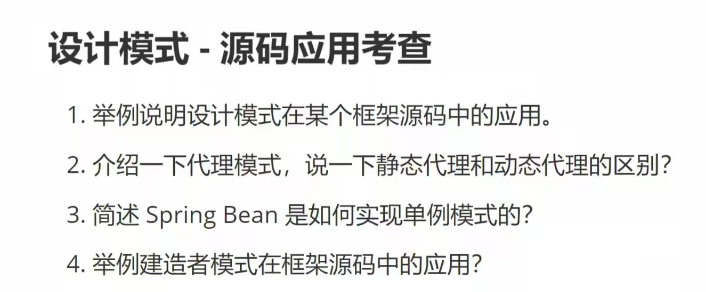 设计模式 - 源码应用考查
1. 举例说明设计模式在某个框架源码中的应用。
2. 介绍一下代理模式，说一下静态代理和动态代理的区别？
3. 简述 Spring Bean 是如何实现单例模式的？
4. 举例建造者模式在框架源码中的应用？